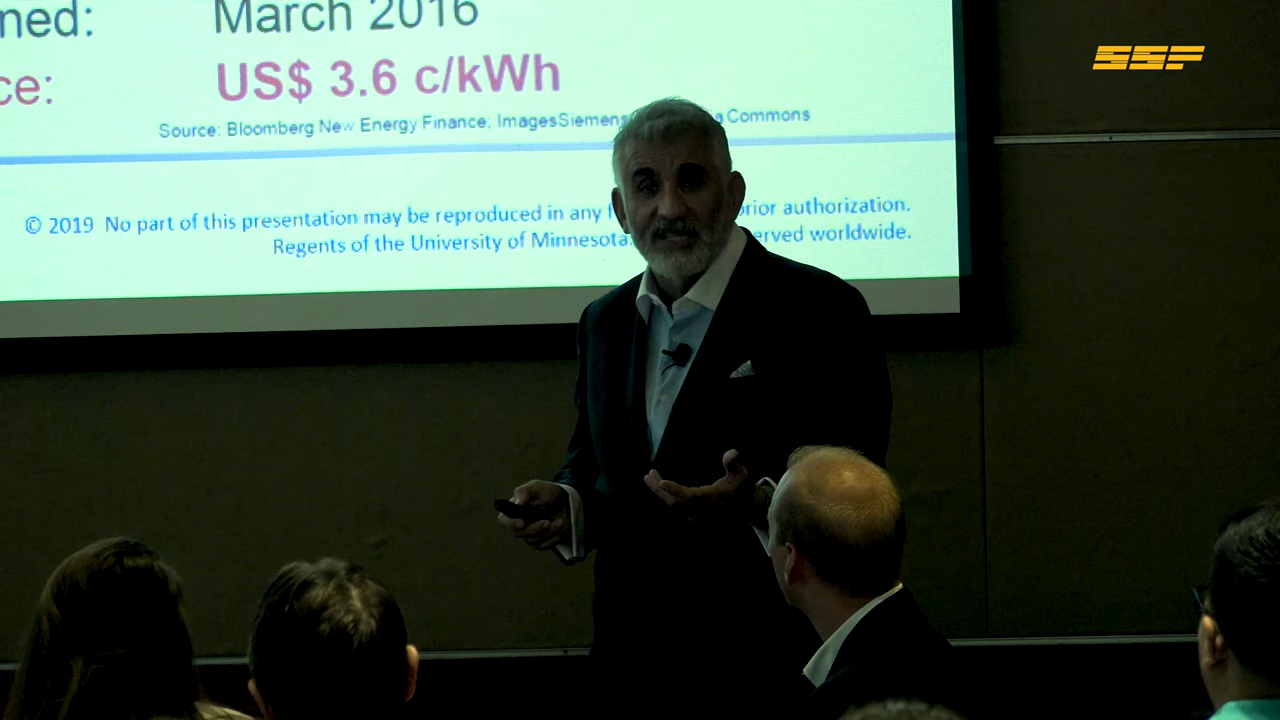 ned: March 2016
ce: US$ 3.6 c/kWh
Source: Bloomberg New Energy Finance; ImagesSiemens a Commons
© 2019 No part of this presentation may be reproduced in any f rior authorization.
Regents of the University of Minnesota. erved worldwide.
SSF